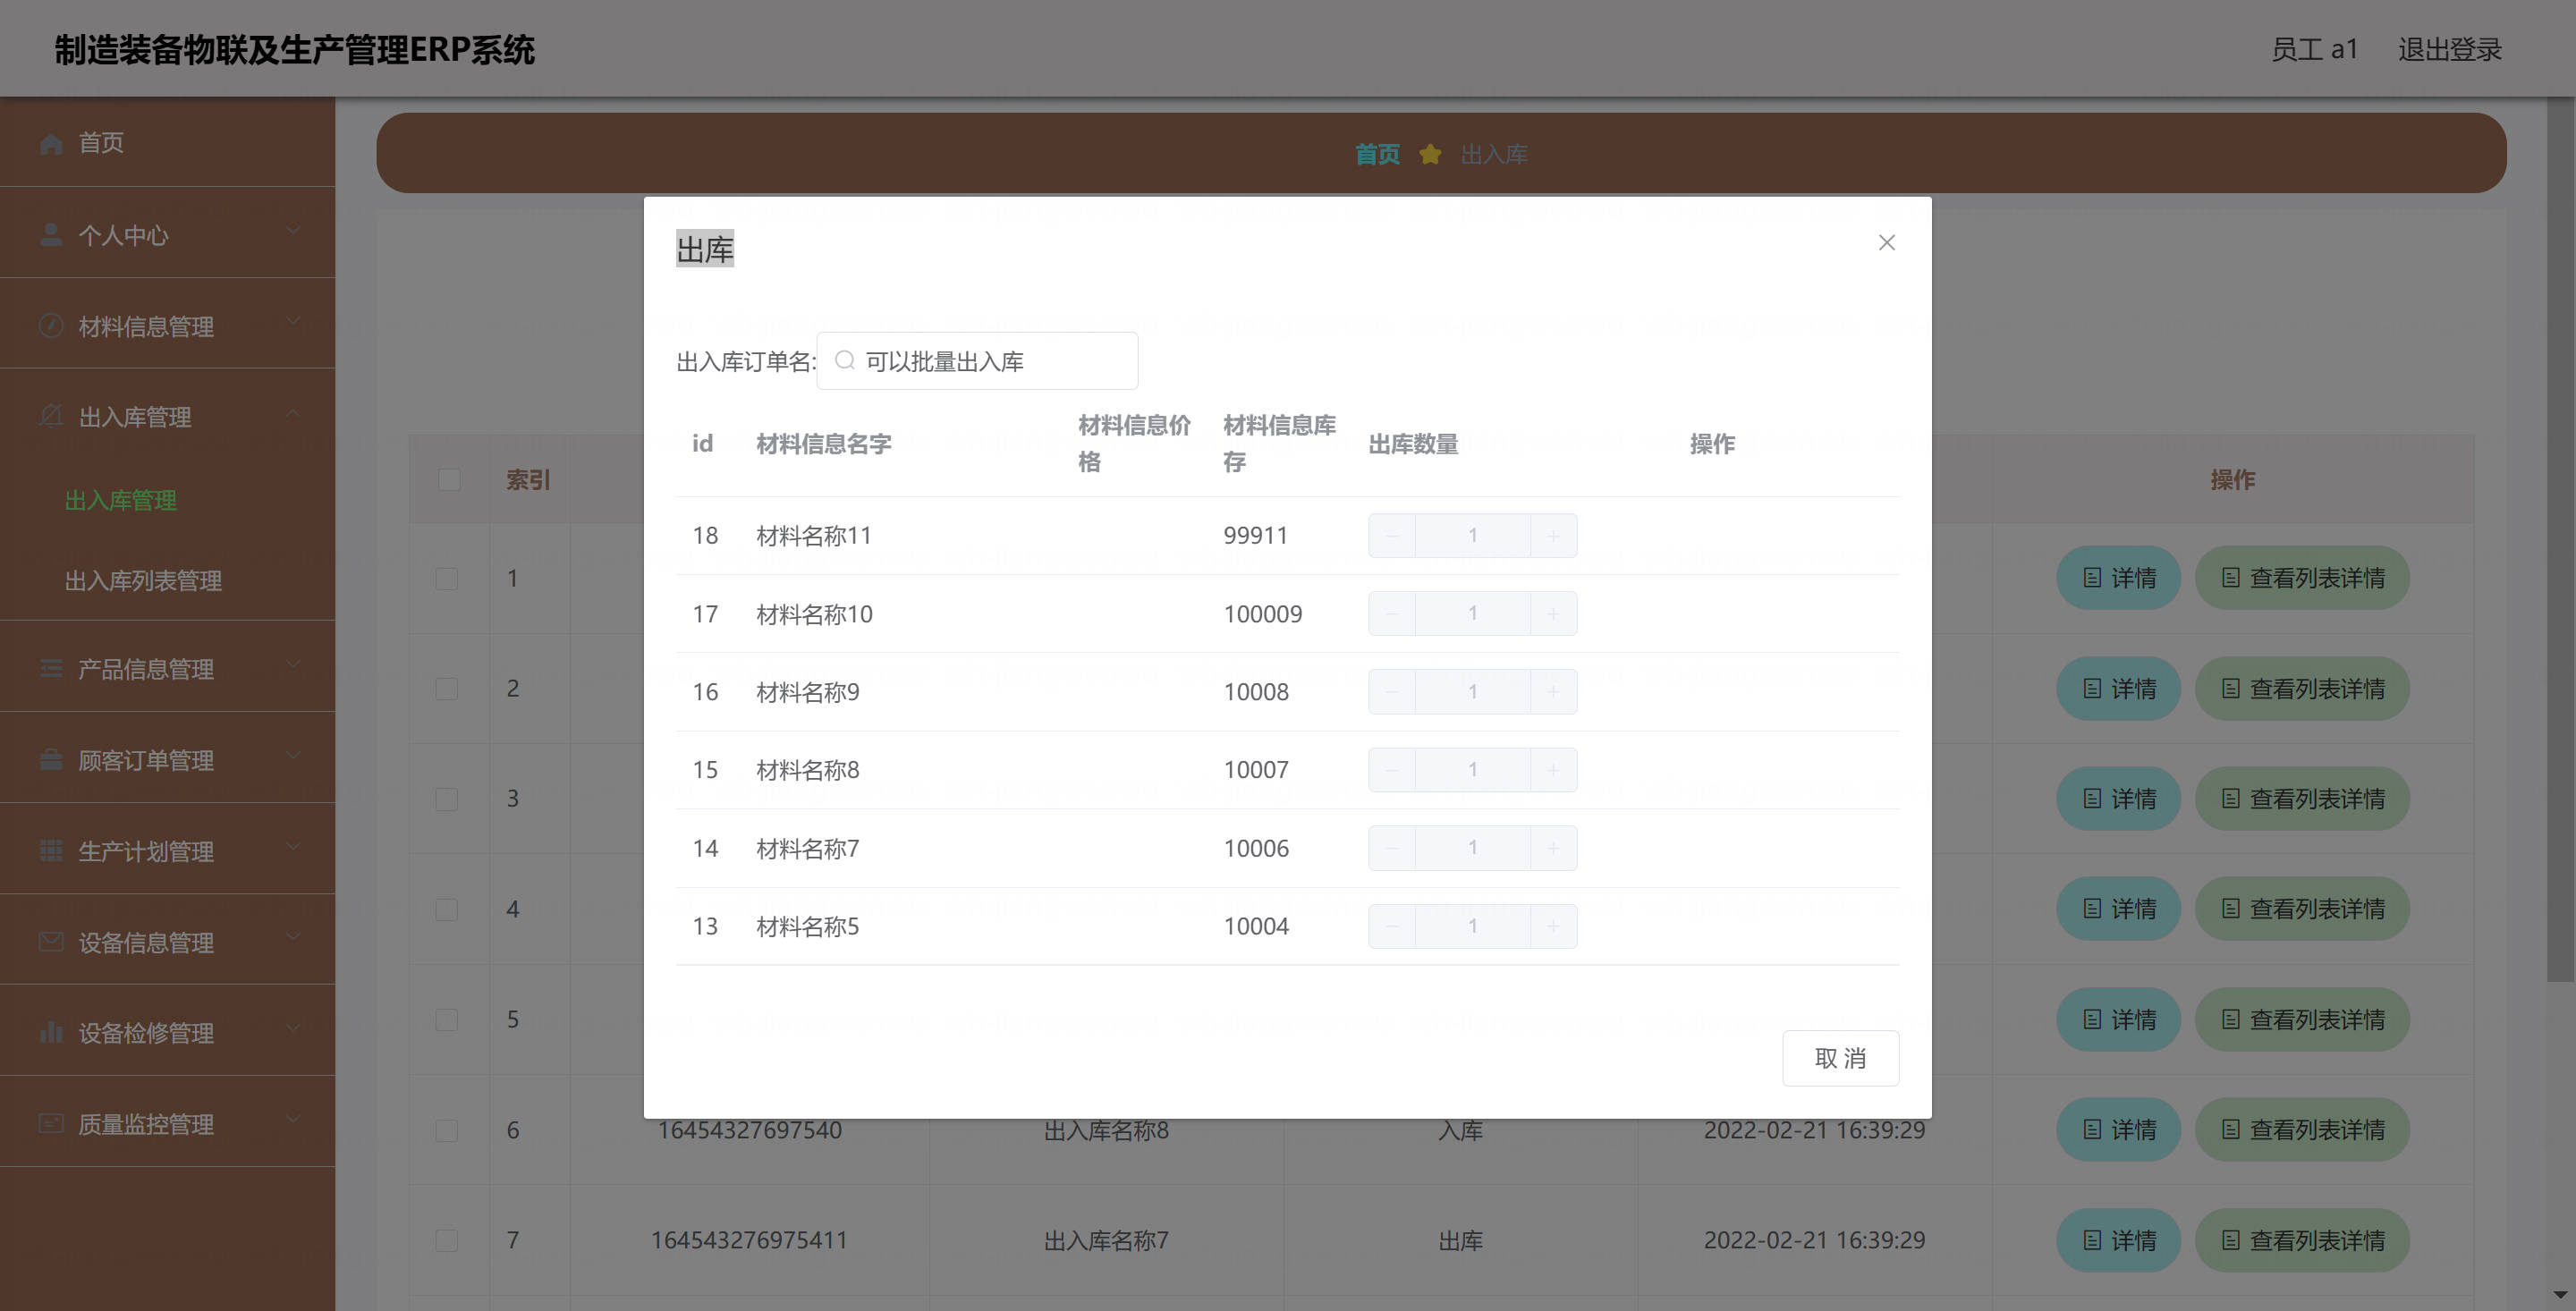 制造装备物联及生产管理ERP系统
员工 a1 退出登录
首页
个人中心
材料信息管理
出入库管理
出入库管理
出入库列表管理
产品信息管理
顾客订单管理
生产计划管理
设备信息管理
设备检修管理
质量监控管理
首页 出入库
出库
出入库订单名: 可以批量出入库
id 材料信息名字 材料信息价格 材料信息库存 出库数量 操作
18 材料名称11 99911 1
17 材料名称10 100009 1
16 材料名称9 10008 1
15 材料名称8 10007 1
14 材料名称7 10006 1
13 材料名称5 10004 1
取 消
索引 操作
1 详情 查看列表详情
2 详情 查看列表详情
3 详情 查看列表详情
4 详情 查看列表详情
5 详情 查看列表详情
6 16454327697540 出入库名称8 入库 2022-02-21 16:39:29 详情 查看列表详情
7 164543276975411 出入库名称7 出库 2022-02-21 16:39:29 详情 查看列表详情